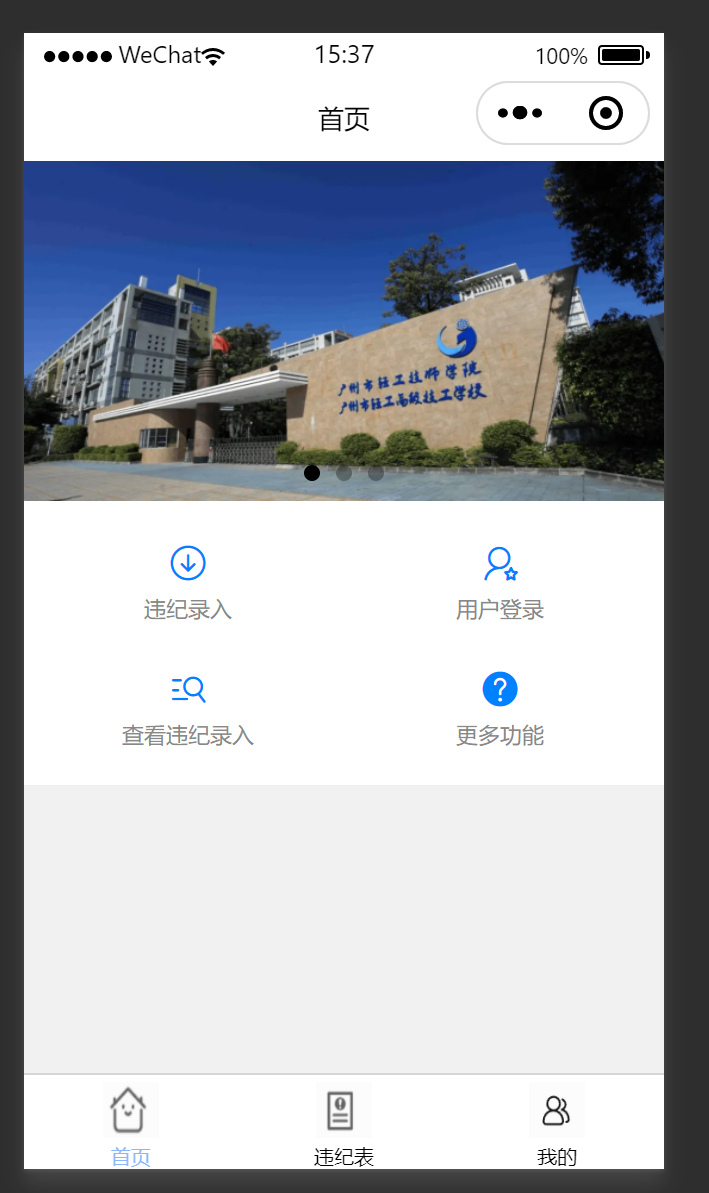 WeChat 15:37 100%
首页
广州市轻工技师学院
广州市轻工高级技工学校
违纪录入 用户登录
查看违纪录入 更多功能
首页 违纪表 我的